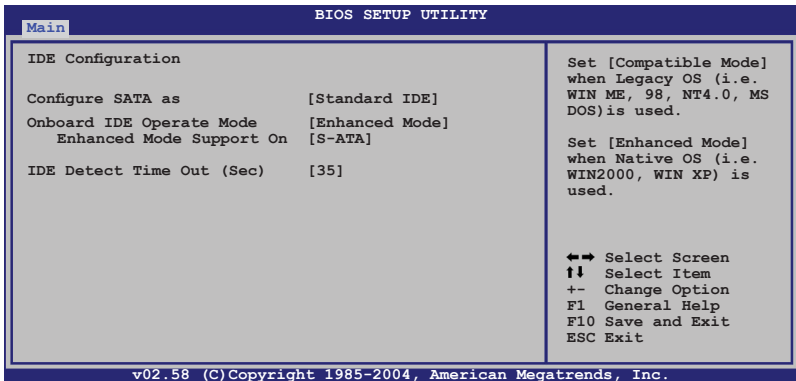 BIOS SETUP UTILITY
Main
IDE Configuration
Configure SATA as [Standard IDE]
Onboard IDE Operate Mode [Enhanced Mode]
Enhanced Mode Support On [S-ATA]
IDE Detect Time Out (Sec) [35]
Set [Compatible Mode]
when Legacy OS (i.e.
WIN ME, 98, NT4.0, MS
DOS)is used.
Set [Enhanced Mode]
when Native OS (i.e.
WIN2000, WIN XP) is
used.
←→ Select Screen
↑↓ Select Item
+- Change Option
F1 General Help
F10 Save and Exit
ESC Exit
v02.58 (C)Copyright 1985-2004, American Megatrends, Inc.